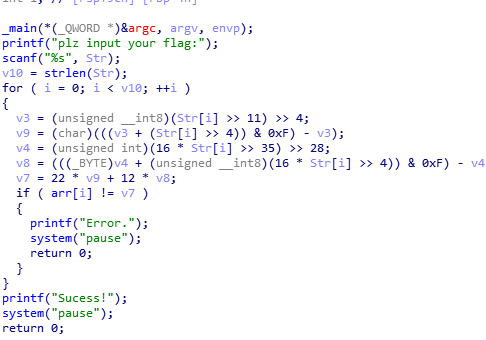 _main(*(_QWORD *)&argc, argv, envp);
printf("plz input your flag:");
scanf("%s", Str);
v10 = strlen(Str);
for ( i = 0; i < v10; ++i )
{
v3 = (unsigned __int8)(Str[i] >> 11) >> 4;
v9 = (char)(((v3 + (Str[i] >> 4)) & 0xF) - v3);
v4 = (unsigned int)(16 * Str[i] >> 35) >> 28;
v8 = (((_BYTE)v4 + (unsigned __int8)(16 * Str[i] >> 4)) & 0xF) - v4
v7 = 22 * v9 + 12 * v8;
if ( arr[i] != v7 )
{
printf("Error.");
system("pause");
return 0;
}
}
printf("Sucess!");
system("pause");
return 0;